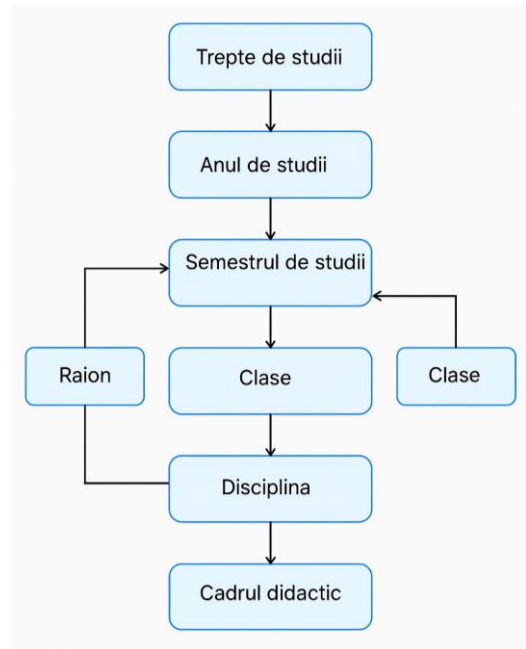 Trepte de studii
Anul de studii
Semestrul de studii
Raion
Clase
Clase
Disciplina
Cadrul didactic